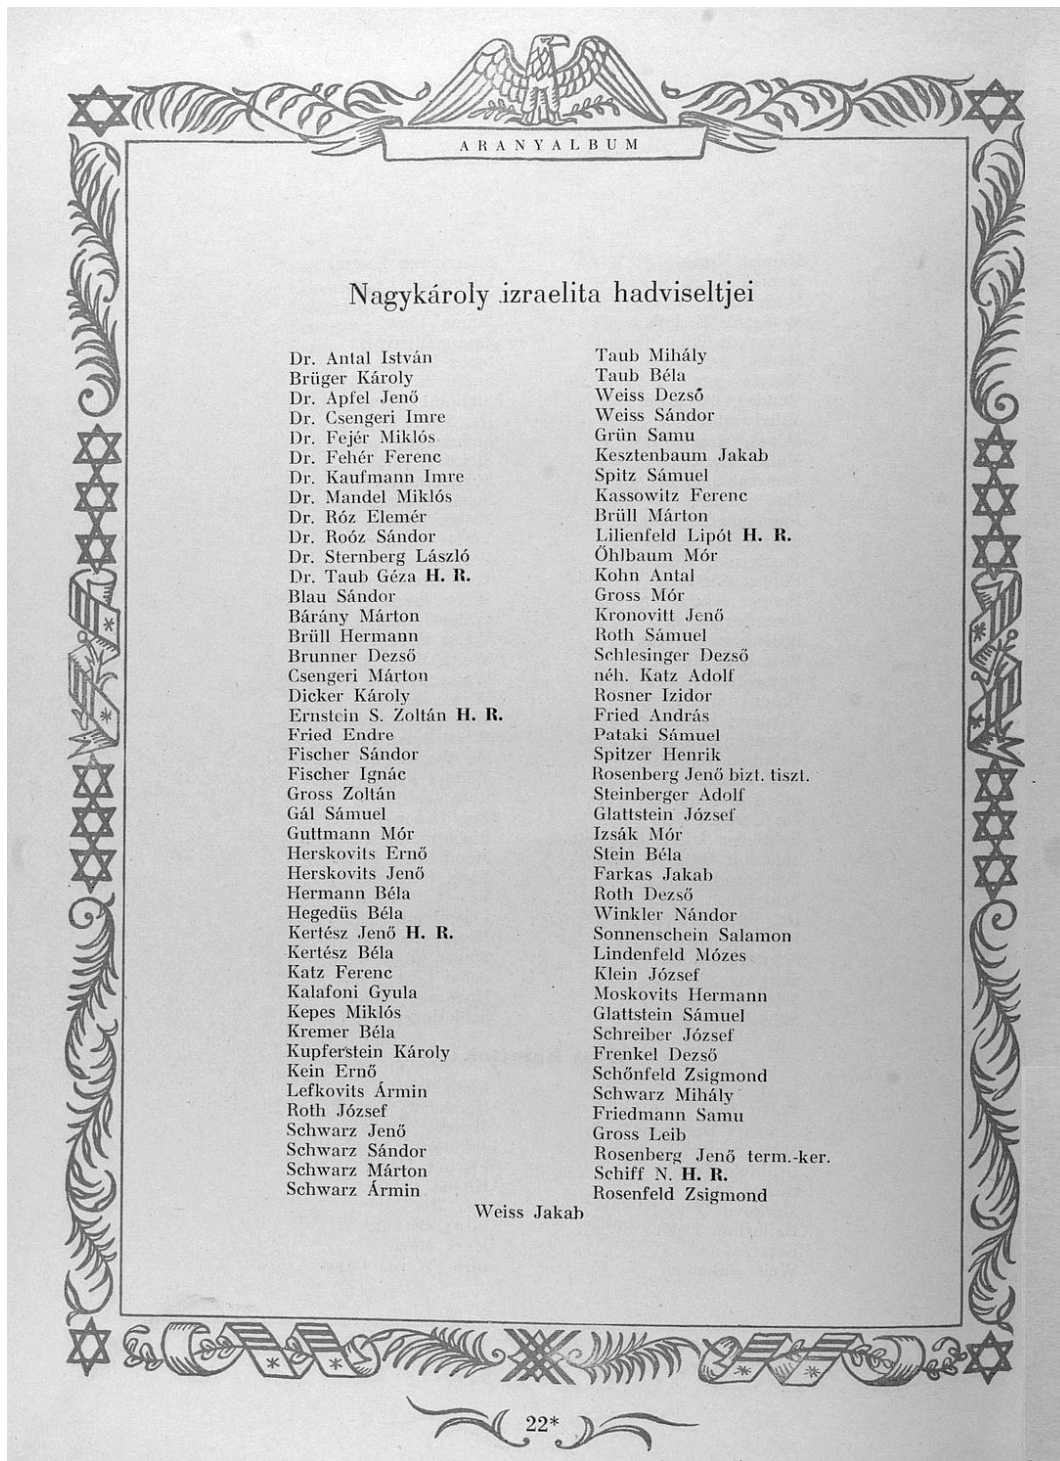 ARANYALBUM
Nagykároly izraelita hadviseltjei
Dr. Antal István
Brüger Károly
Dr. Apfel Jenő
Dr. Csengeri Imre
Dr. Fejér Miklós
Dr. Fehér Ferenc
Dr. Kaufmann Imre
Dr. Mandel Miklós
Dr. Róz Elemér
Dr. Roóz Sándor
Dr. Sternberg László
Dr. Taub Géza H. R.
Blau Sándor
Bárány Márton
Brüll Hermann
Brunner Dezső
Csengeri Márton
Dicker Károly
Ernstein S. Zoltán H. R.
Fried Endre
Fischer Sándor
Fischer Ignác
Gross Zoltán
Gál Sámuel
Guttmann Mór
Herskovits Ernő
Herskovits Jenő
Hermann Béla
Hegedüs Béla
Kertész Jenő H. R.
Kertész Béla
Katz Ferenc
Kalafoni Gyula
Kepes Miklós
Kremer Béla
Kupferstein Károly
Kein Ernő
Lefkovits Ármin
Roth József
Schwarz Jenő
Schwarz Sándor
Schwarz Márton
Schwarz Ármin
Taub Mihály
Taub Béla
Weiss Dezső
Weiss Sándor
Grün Samu
Kesztenbaum Jakab
Spitz Sámuel
Kassowitz Ferenc
Brüll Márton
Lilienfeld Lipót H. R.
Őhlbaum Mór
Kohn Antal
Gross Mór
Kronovitt Jenő
Roth Sámuel
Schlesinger Dezső
néh. Katz Adolf
Rosner Izidor
Fried András
Pataki Sámuel
Spitzer Henrik
Rosenberg Jenő bizt. tiszt.
Steinberger Adolf
Glattstein József
Izsák Mór
Stein Béla
Farkas Jakab
Roth Dezső
Winkler Nándor
Sonnenschein Salamon
Lindenfeld Mózes
Klein József
Moskovits Hermann
Glattstein Sámuel
Schreiber József
Frenkel Dezső
Schőnfeld Zsigmond
Schwarz Mihály
Friedmann Samu
Gross Leib
Rosenberg Jenő term.-ker.
Schiff N. H. R.
Rosenfeld Zsigmond
Weiss Jakab
22*